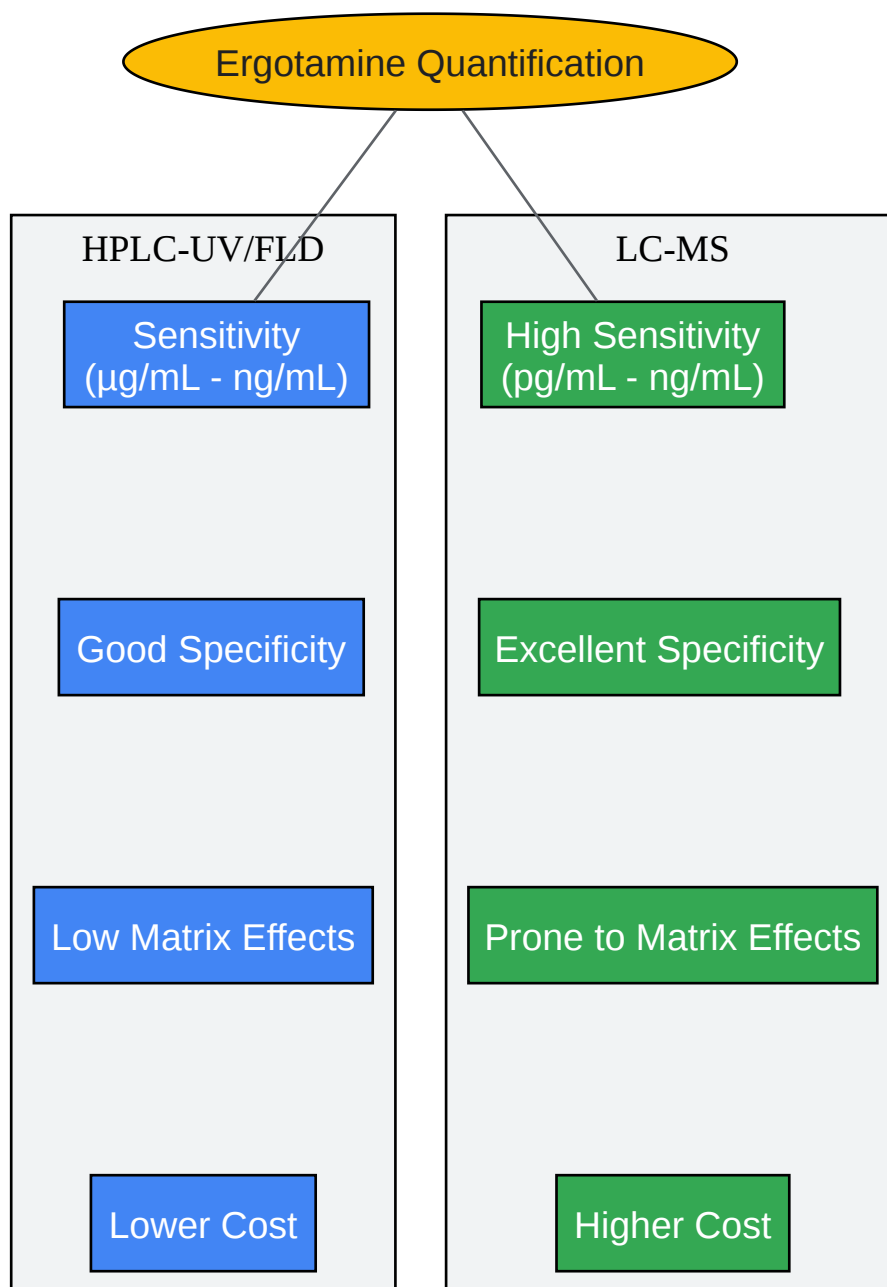 Ergotamine Quantification
HPLC-UV/FLD
Sensitivity
(µg/mL - ng/mL)
Good Specificity
Low Matrix Effects
Lower Cost
LC-MS
High Sensitivity
(pg/mL - ng/mL)
Excellent Specificity
Prone to Matrix Effects
Higher Cost